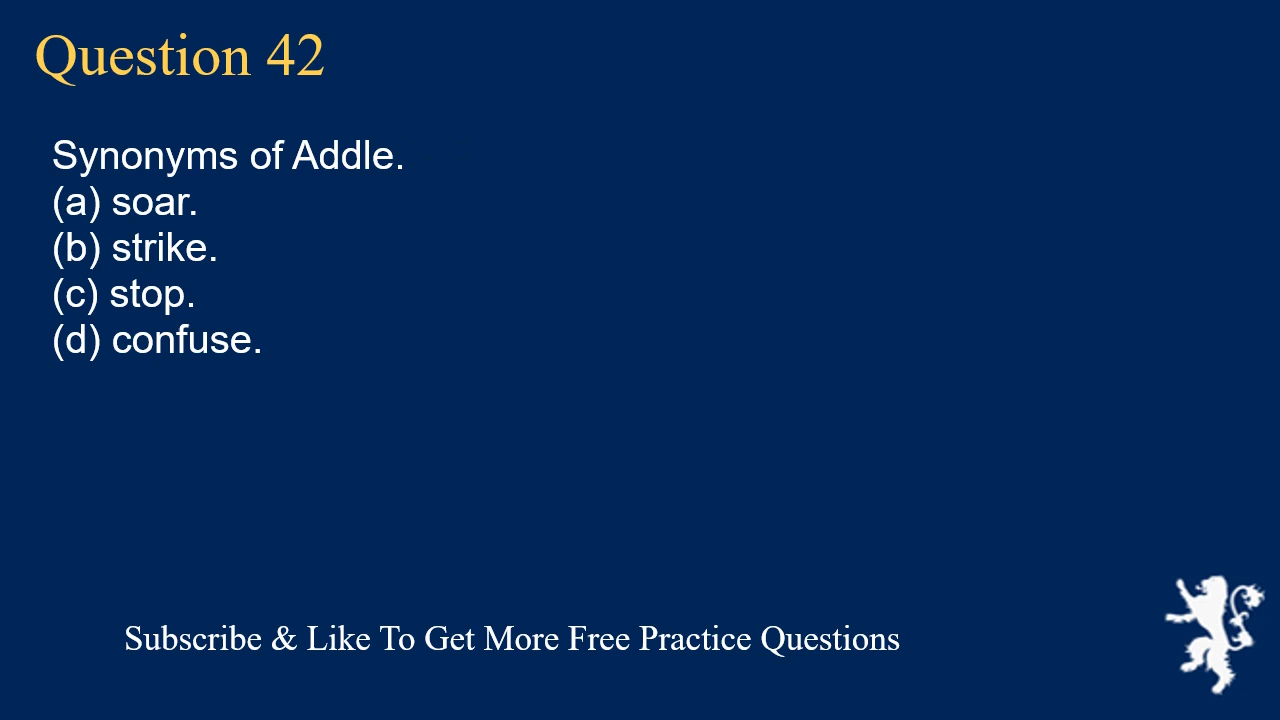 Question 42
Synonyms of Addle.
(a) soar.
(b) strike.
(c) stop.
(d) confuse.
Subscribe & Like To Get More Free Practice Questions